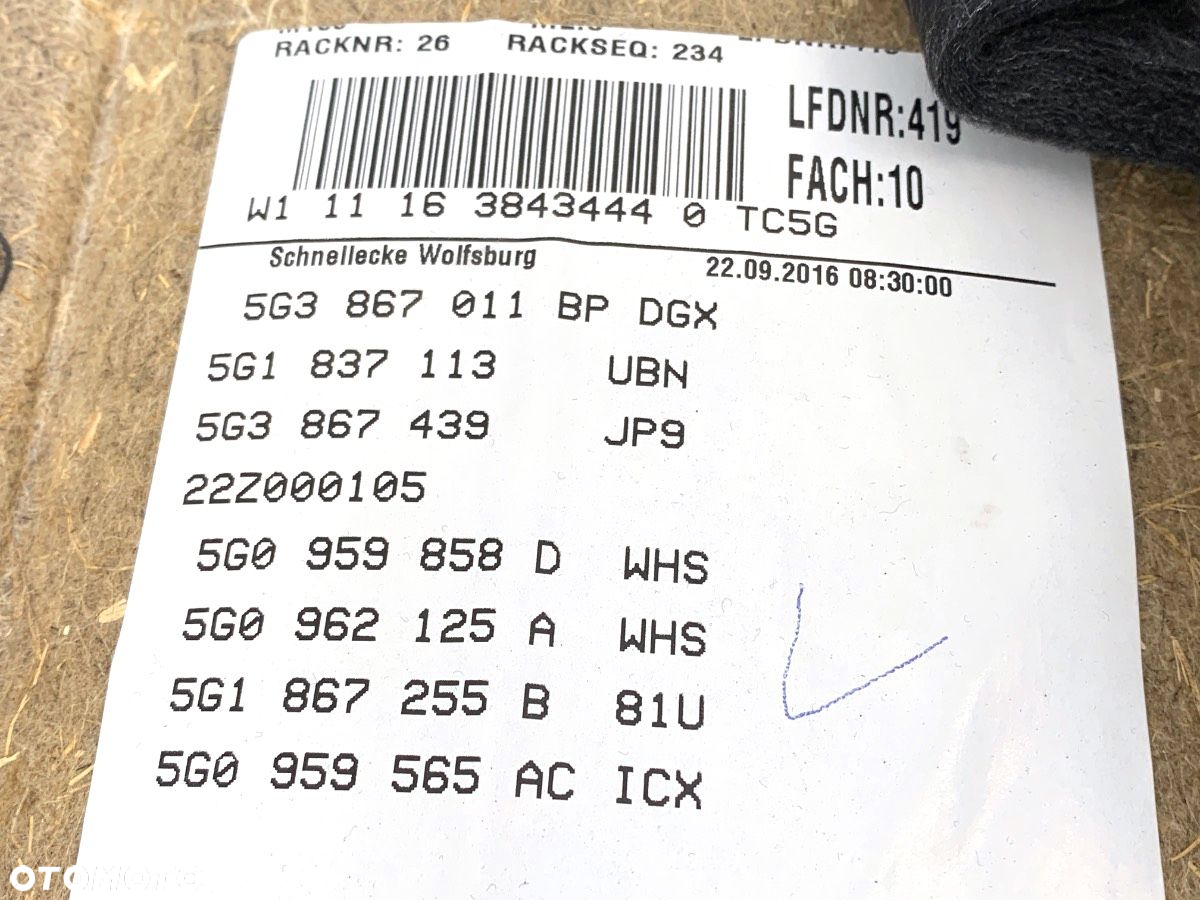 RACKNR: 26 RACKSEQ: 234
LFDNR:419
FACH:10
W1 11 16 3843444 0 TC5G
Schnellecke Wolfsburg 22.09.2016 08:30:00
5G3 867 011 BP DGX
5G1 837 113 UBN
5G3 867 439 JP9
22Z000105
5G0 959 858 D WHS
5G0 962 125 A WHS
5G1 867 255 B 81U
5G0 959 565 AC ICX
OTOMOTO